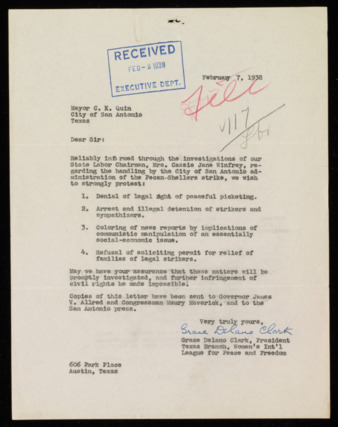 RECEIVED
FEB -9 1938
EXECUTIVE DEPT.
February 7, 1938
File
Mayor C. K. Quin
City of San Antonio
Texas
Dear Sir:
Reliably informed through the investigations of our
State Labor Chairman, Mrs. Cassie Jane Winfrey, re-
garding the handling by the City of San Antonio ad-
ministration of the Pecan-Shellers strike, we wish
to strongly protest:
1. Denial of legal right of peaceful picketing.
2. Arrest and illegal detention of strikers and
sympathizers.
3. Coloring of news reports by implications of
communistic manipulation of an essentially
social-economic issue.
4. Refusal of soliciting permit for relief of
families of legal strikers.
May we have your assurance that these matters will be
promptly investigated, and further infringement of
civil rights be made impossible?
Copies of this letter have been sent to Governor James
V. Allred and Congressman Maury Maverick, and to the
San Antonio press.
Very truly yours,
Grace Delano Clark
Grace Delano Clark, President
Texas Branch, Women's Int'l
League for Peace and Freedom
606 Park Place
Austin, Texas